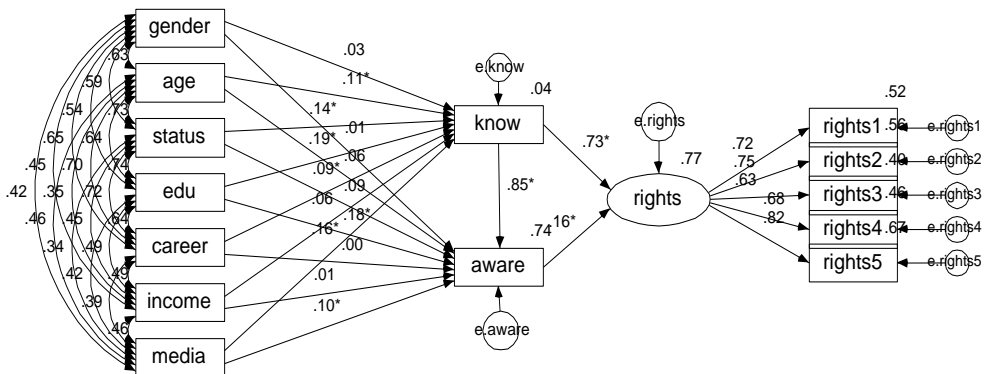 gender
.63
.03
age
.59
.11*
e.know
.04
.52
.54
.73
.14*
know
e.rights
rights1
.56
e.rights1
status
.01
.73*
.72
.65
.64
.19*
.77
.75
rights2
.40
e.rights2
.45
.70
.74
.06
.09*
.63
edu
.42
.35
.72
.06
.09
.85*
rights
.68
rights3
.46
e.rights3
.46
.45
.64
.18*
.82
career
.16*
.74
-.16*
rights4
.67
e.rights4
.34
.49
.00
aware
rights5
e.rights5
.42
.49
.01
income
.39
.10*
.46
e.aware
media